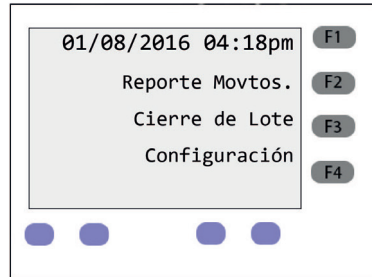 01/08/2016 04:18pm F1
Reporte Movtos. F2
Cierre de Lote F3
Configuración F4